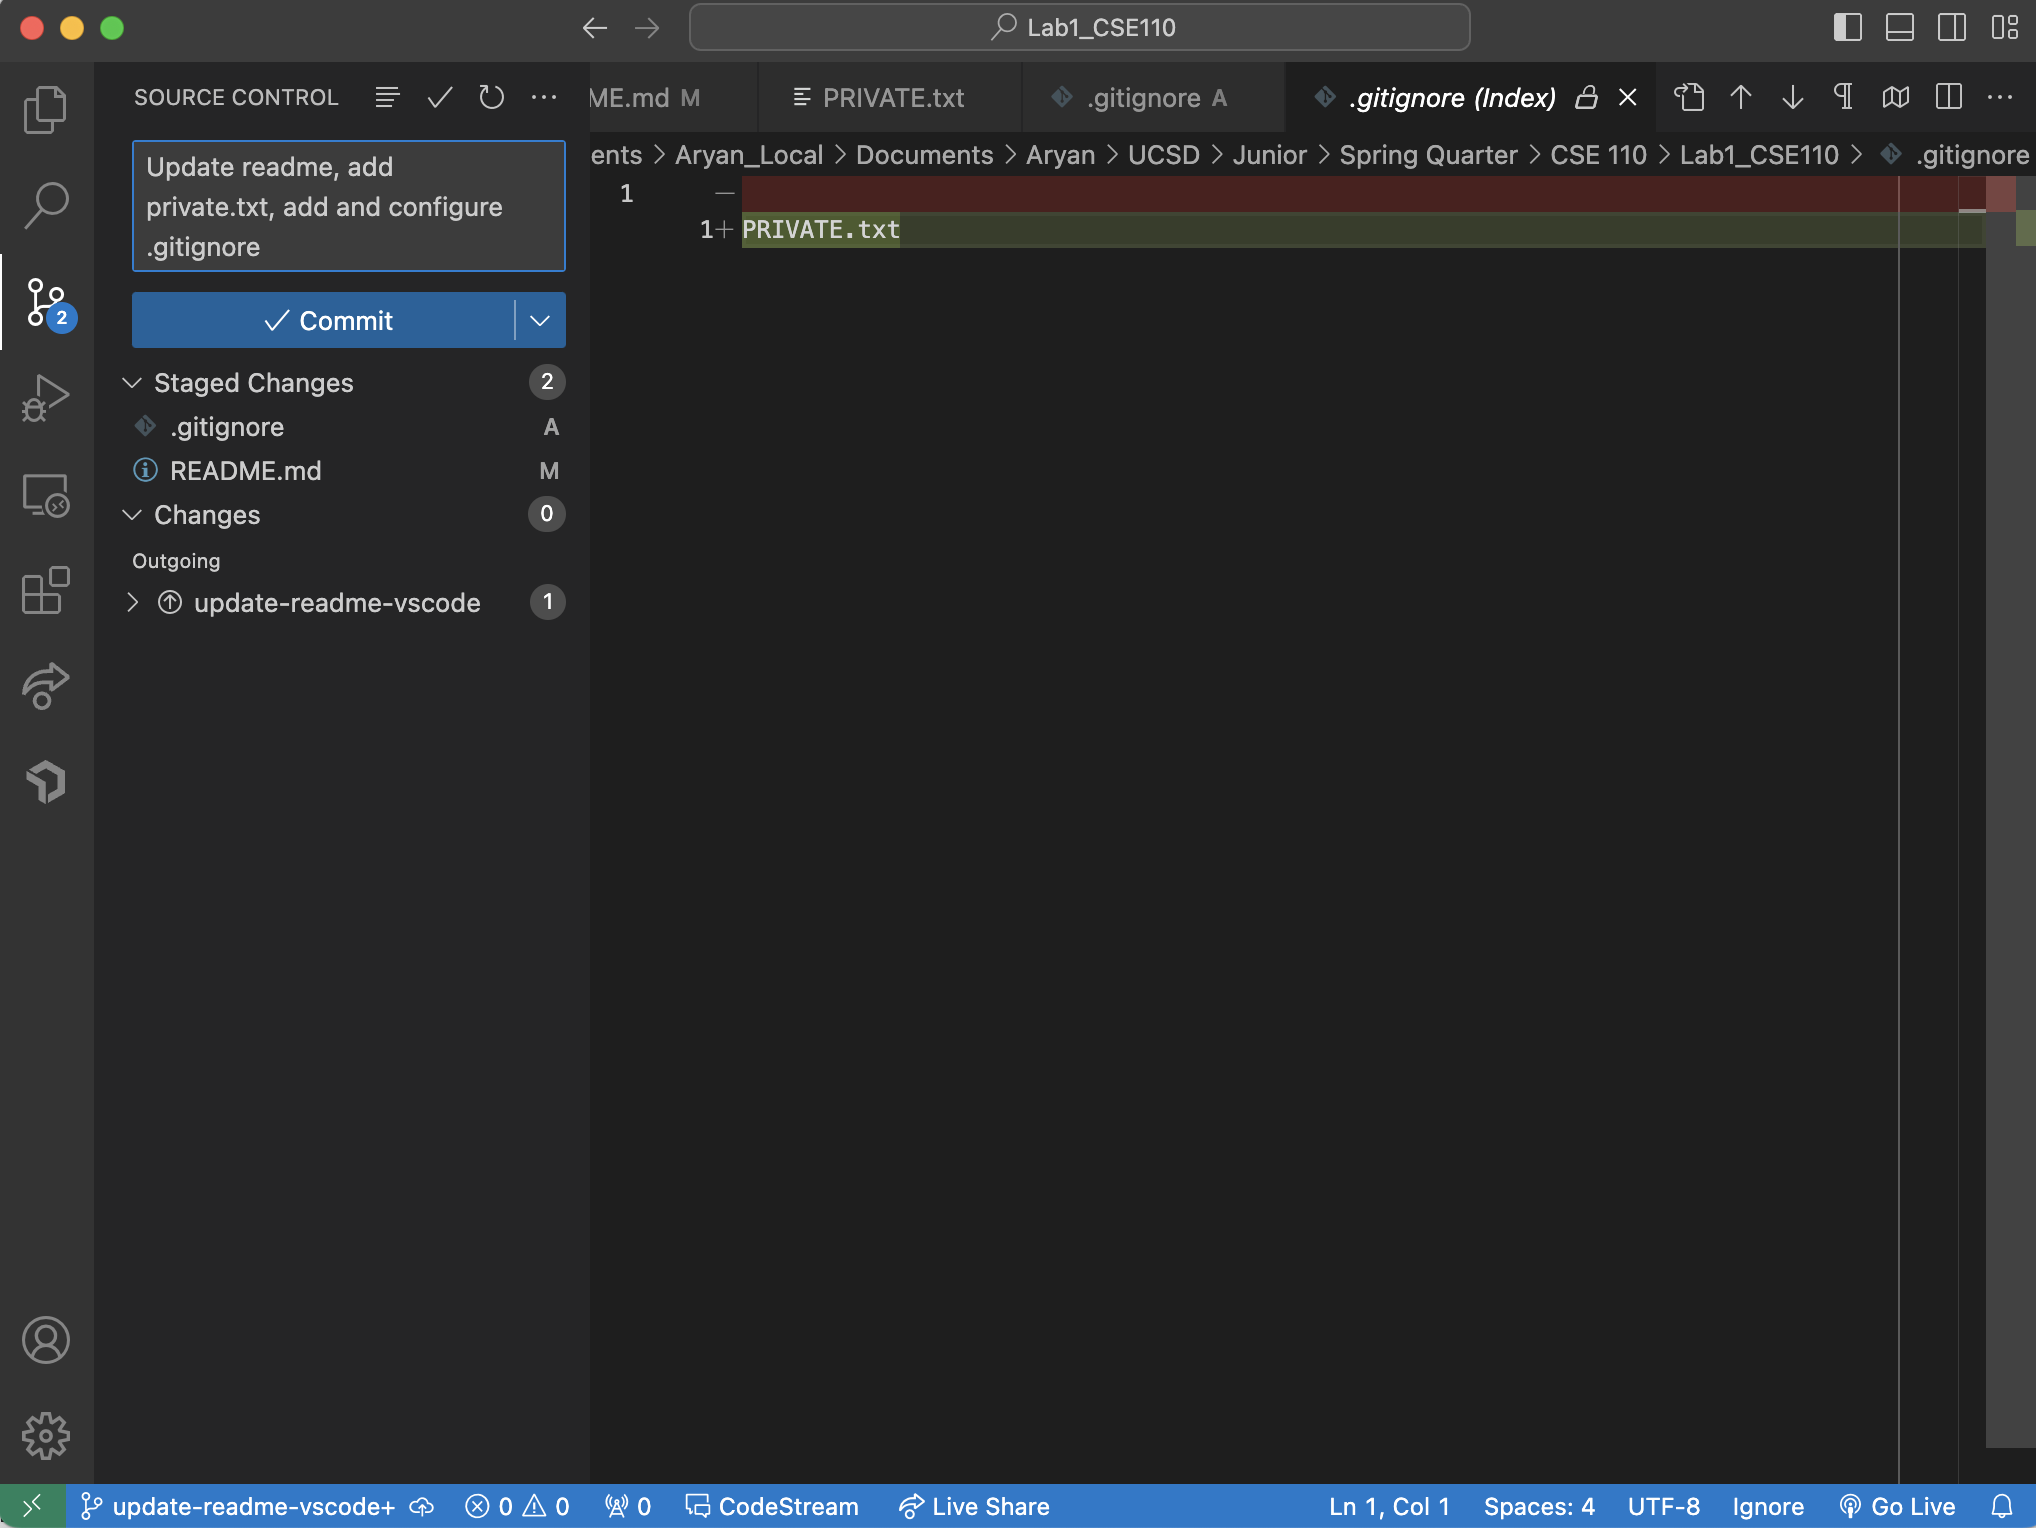 Lab1_CSE110
SOURCE CONTROL
ME.md M
PRIVATE.txt
.gitignore A
.gitignore (Index)
ents > Aryan_Local > Documents > Aryan > UCSD > Junior > Spring Quarter > CSE 110 > Lab1_CSE110 > .gitignore
Update readme, add
private.txt, add and configure
.gitignore
2
Commit
Staged Changes 2
.gitignore A
README.md M
Changes 0
Outgoing
update-readme-vscode 1
1 —
1+ PRIVATE.txt
update-readme-vscode+ 0 0 0 CodeStream Live Share Ln 1, Col 1 Spaces: 4 UTF-8 Ignore Go Live